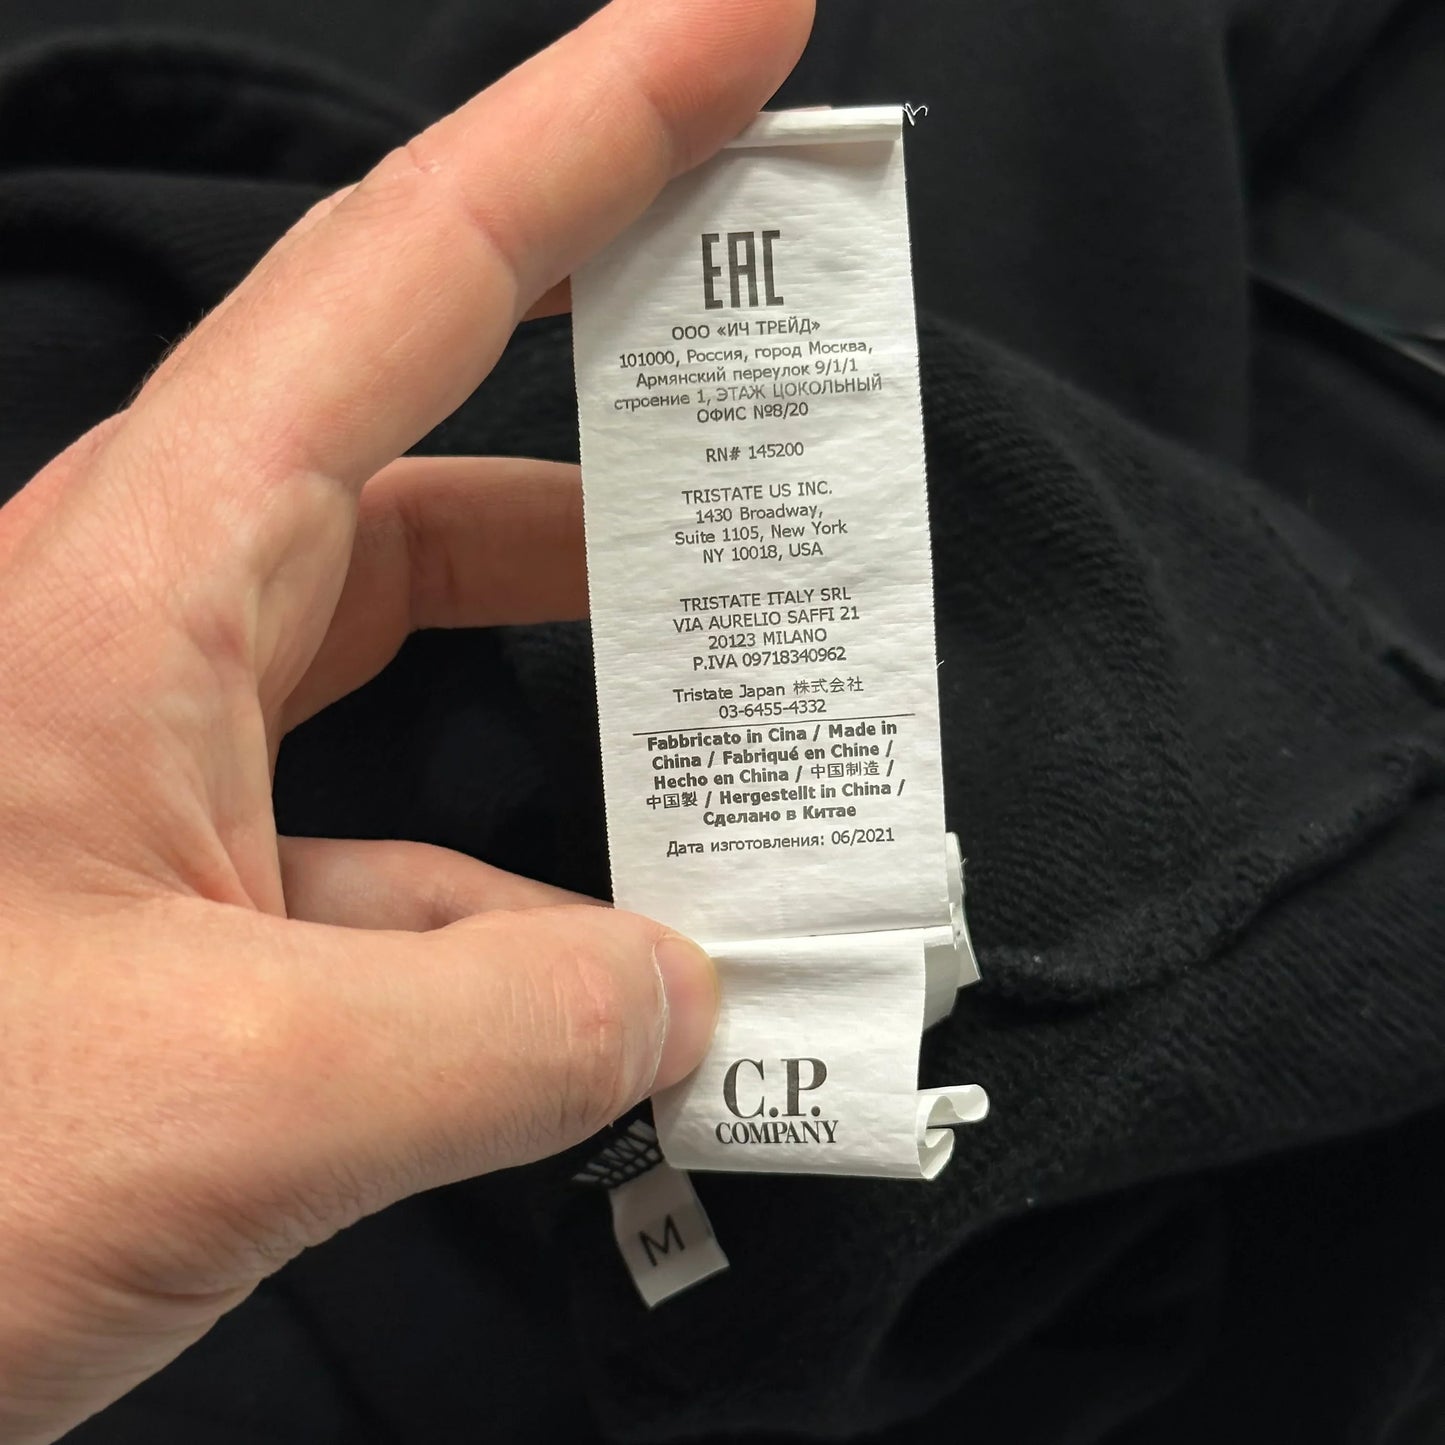 EAC
ООО «ИЧ ТРЕЙД»
101000, Россия, город Москва,
Армянский переулок 9/1/1
строение 1, ЭТАЖ ЦОКОЛЬНЫЙ
ОФИС №8/20
RN# 145200
TRISTATE US INC.
1430 Broadway,
Suite 1105, New York
NY 10018, USA
TRISTATE ITALY SRL
VIA AURELIO SAFFI 21
20123 MILANO
P.IVA 09718340962
Tristate Japan 株式会社
03-6455-4332
Fabbricato in Cina / Made in
China / Fabriqué en Chine /
Hecho en China / 中国制造 /
中国製 / Hergestellt in China /
Сделано в Китае
Дата изготовления: 06/2021
C.P.
COMPANY
M